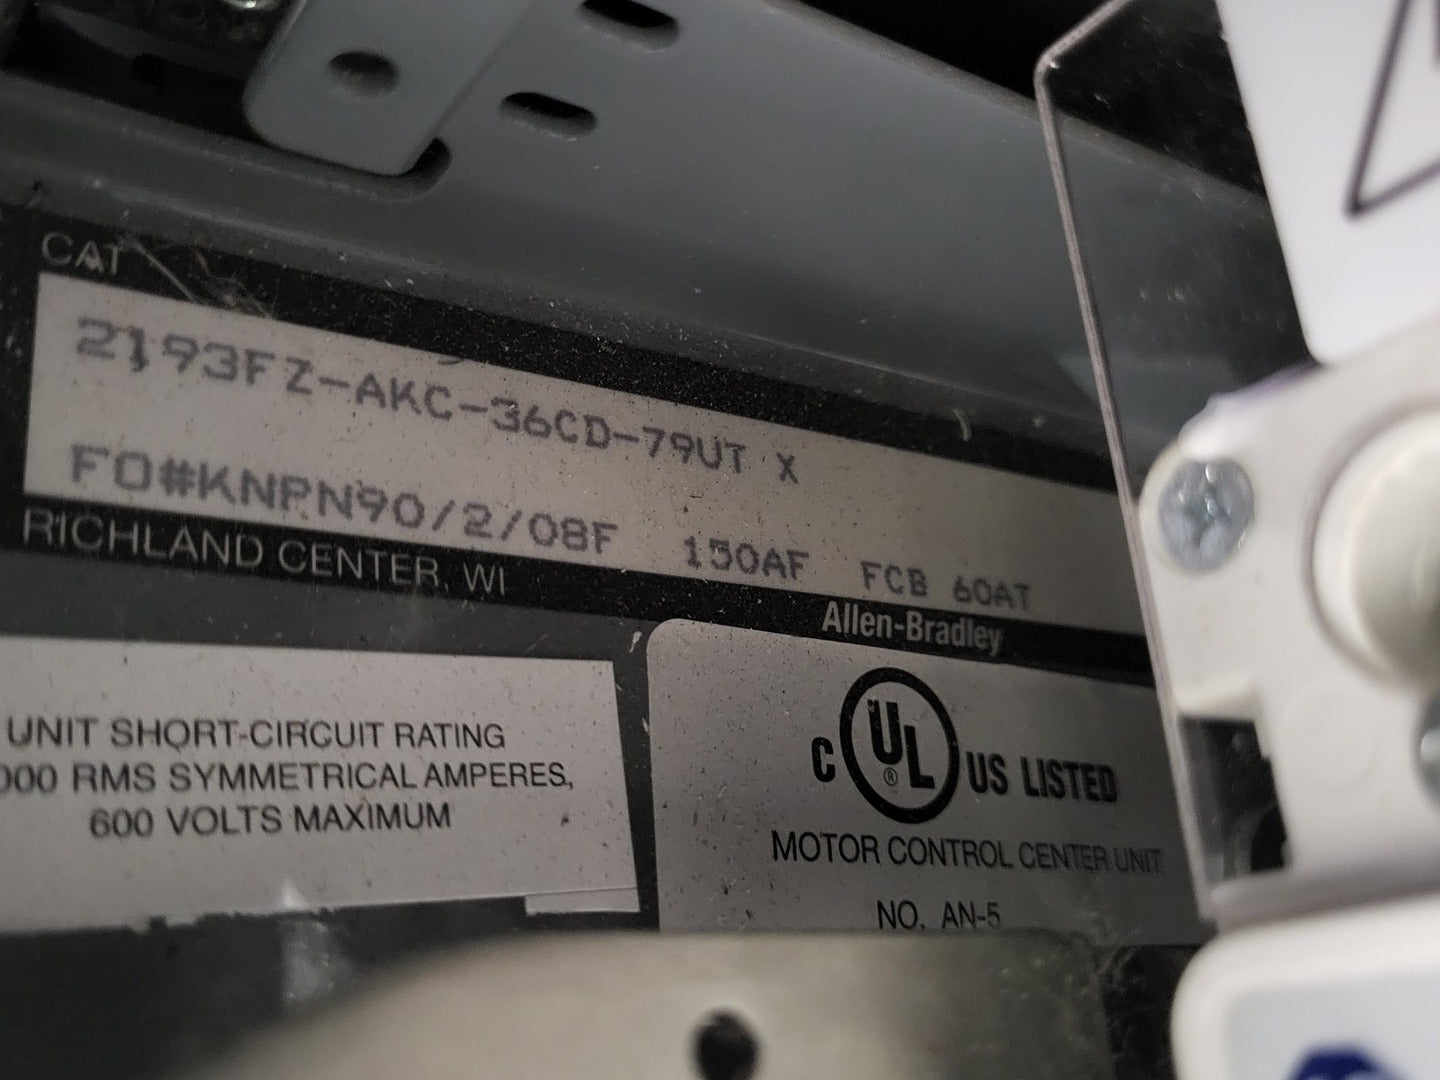 CAT
2193FZ-AKC-36CD-79UT X
FO#KNPN90/2/08F 150AF FCB 60AT
RICHLAND CENTER, WI
Allen-Bradley
UNIT SHORT-CIRCUIT RATING
000 RMS SYMMETRICAL AMPERES,
600 VOLTS MAXIMUM
C UL ® US LISTED
MOTOR CONTROL CENTER UNIT
NO. AN-5